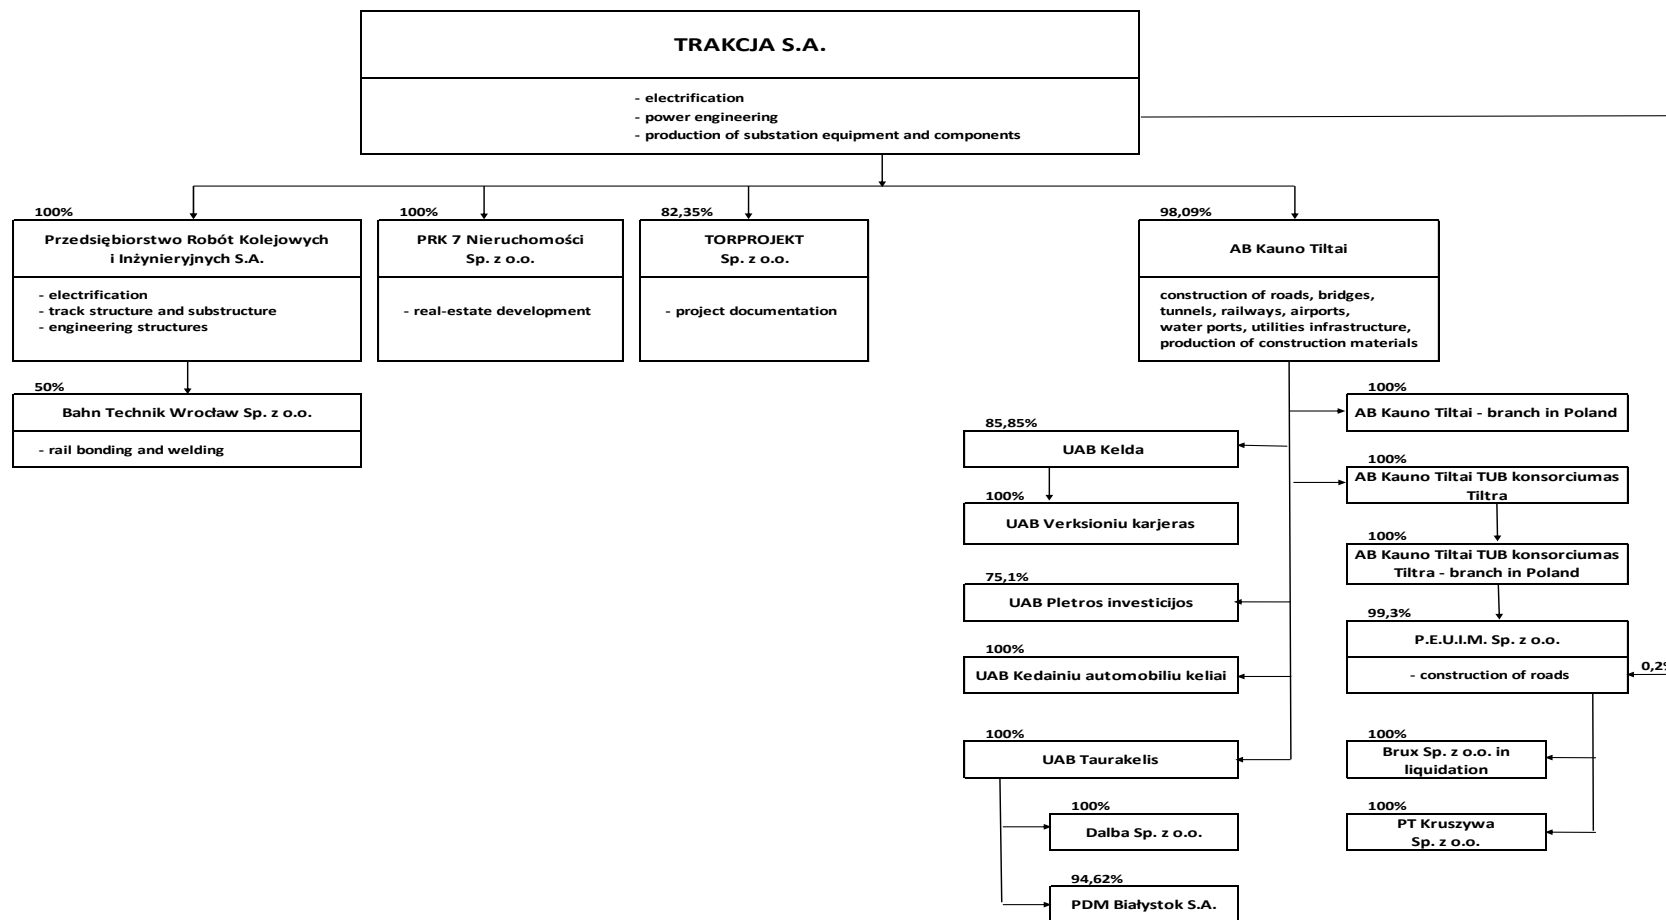 TRAKCJA S.A.
- electrification
- power engineering
- production of substation equipment and components
100%
Przedsiębiorstwo Robót Kolejowych
i Inżynieryjnych S.A.
- electrification
- track structure and substructure
- engineering structures
50%
Bahn Technik Wrocław Sp. z o.o.
- rail bonding and welding
100%
PRK 7 Nieruchomości
Sp. z o.o.
- real-estate development
82,35%
TORPROJEKT
Sp. z o.o.
- project documentation
98,09%
AB Kauno Tiltai
construction of roads, bridges,
tunnels, railways, airports,
water ports, utilities infrastructure,
production of construction materials
85,85%
UAB Kelda
100%
UAB Verksioniu karjeras
75,1%
UAB Pletros investicijos
100%
UAB Kedainiu automobiliu keliai
100%
UAB Taurakelis
100%
Dalba Sp. z o.o.
94,62%
PDM Białystok S.A.
100%
AB Kauno Tiltai - branch in Poland
100%
AB Kauno Tiltai TUB konsorciumas
Tiltra
100%
AB Kauno Tiltai TUB konsorciumas
Tiltra - branch in Poland
99,3%
P.E.U.I.M. Sp. z o.o.
- construction of roads
0,2%
100%
Brux Sp. z o.o. in
liquidation
100%
PT Kruszywa
Sp. z o.o.